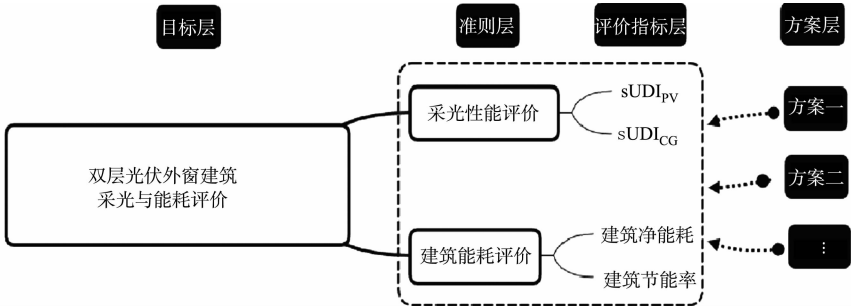 目标层
准则层
评价指标层
方案层
双层光伏外窗建筑
采光与能耗评价
采光性能评价
sUDIPV
sUDICG
建筑能耗评价
建筑净能耗
建筑节能率
方案一
方案二
⋮